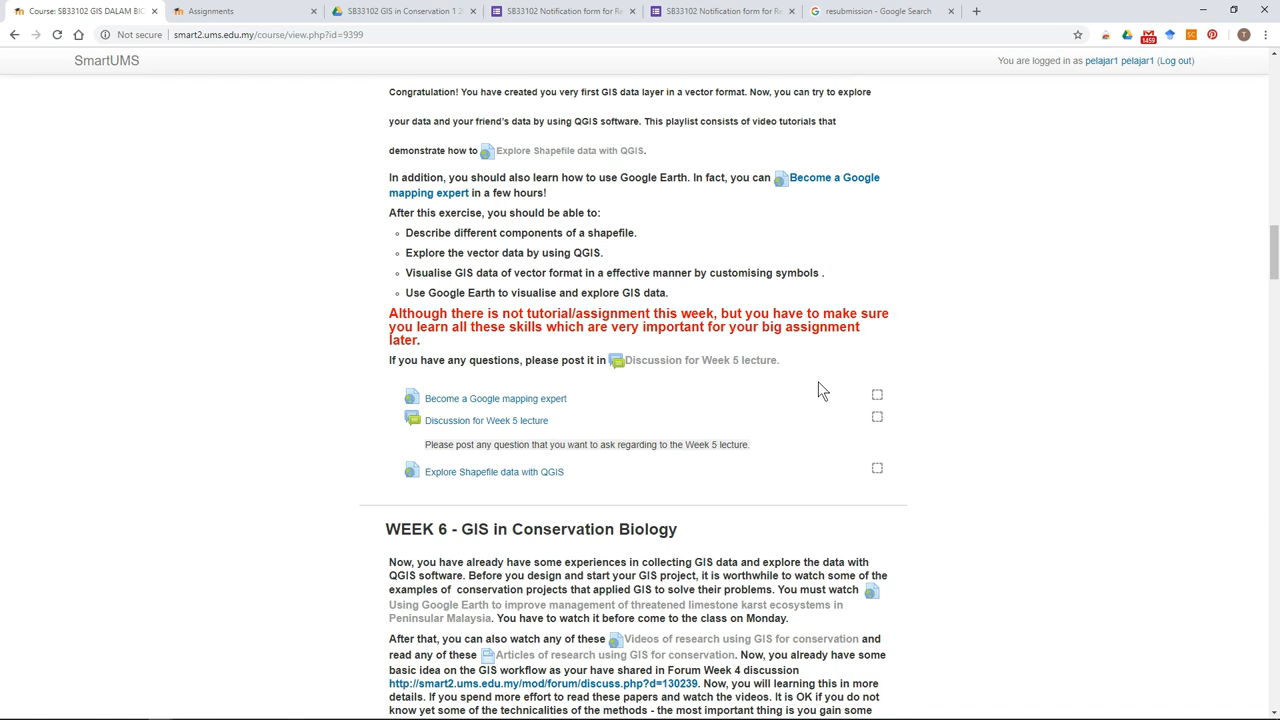 Course: SB33102 GIS DALAM BIO
Assignments
SB33102 GIS in Conservation 1 2
SB33102 Notification form for Re
SB33102 Notification form for Re
resubmission - Google Search
Not secure | smart2.ums.edu.my/course/view.php?id=9399
SmartUMS
You are logged in as pelajar1 pelajar1 (Log out)
Congratulation! You have created you very first GIS data layer in a vector format. Now, you can try to explore
your data and your friend's data by using QGIS software. This playlist consists of video tutorials that
demonstrate how to Explore Shapefile data with QGIS.
In addition, you should also learn how to use Google Earth. In fact, you can Become a Google
mapping expert in a few hours!
After this exercise, you should be able to:
Describe different components of a shapefile.
Explore the vector data by using QGIS.
Visualise GIS data of vector format in a effective manner by customising symbols .
Use Google Earth to visualise and explore GIS data.
Although there is not tutorial/assignment this week, but you have to make sure
you learn all these skills which are very important for your big assignment
later.
If you have any questions, please post it in Discussion for Week 5 lecture.
Become a Google mapping expert
Discussion for Week 5 lecture
Please post any question that you want to ask regarding to the Week 5 lecture.
Explore Shapefile data with QGIS
WEEK 6 - GIS in Conservation Biology
Now, you have already have some experiences in collecting GIS data and explore the data with
QGIS software. Before you design and start your GIS project, it is worthwhile to watch some of the
examples of conservation projects that applied GIS to solve their problems. You must watch
Using Google Earth to improve management of threatened limestone karst ecosystems in
Peninsular Malaysia. You have to watch it before come to the class on Monday.
After that, you can also watch any of these Videos of research using GIS for conservation and
read any of these Articles of research using GIS for conservation. Now, you already have some
basic idea on the GIS workflow as your have shared in Forum Week 4 discussion
http://smart2.ums.edu.my/mod/forum/discuss.php?d=130239. Now, you will learning this in more
details. If you spend more effort to read these papers and watch the videos. It is OK if you do not
know yet some of the technicalities of the methods - the most important thing is you gain some